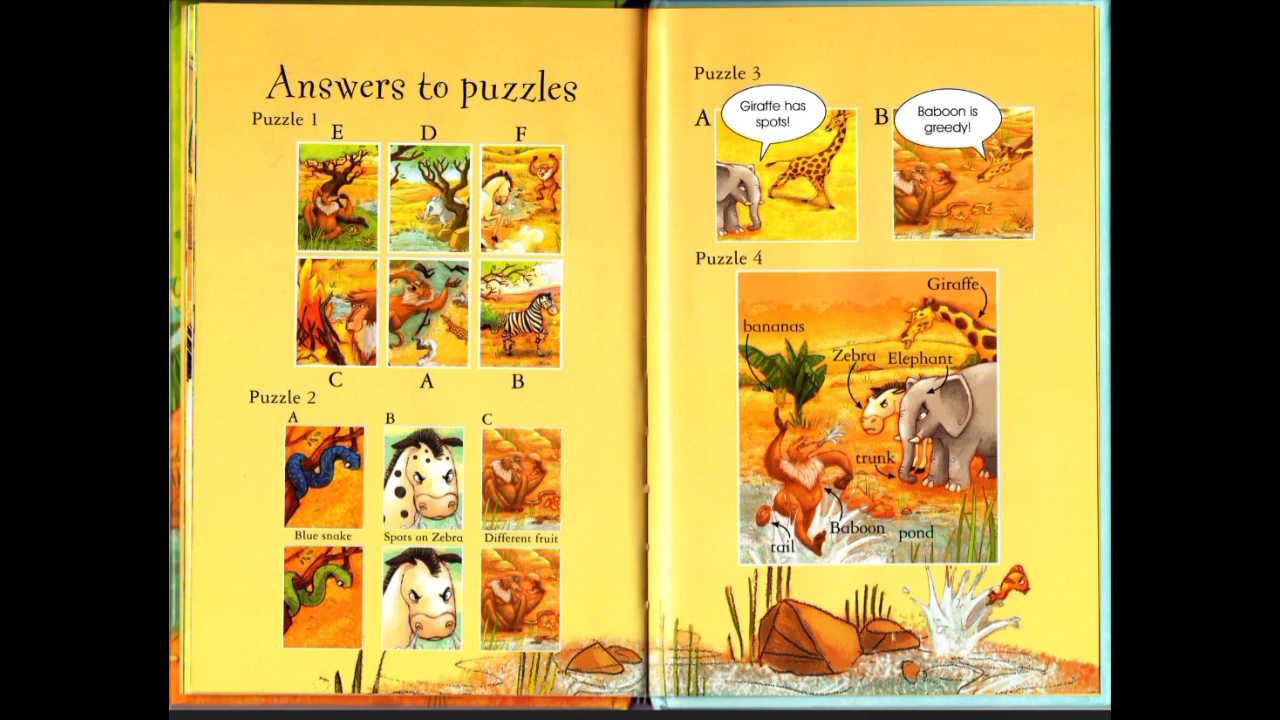 Answers to puzzles
Puzzle 1
E D F
C A B
Puzzle 2
A B C
Blue snake Spots on Zebra Different fruit
Puzzle 3
A
Giraffe has
spots!
B
Baboon is
greedy!
Puzzle 4
Giraffe
bananas
Zebra Elephant
trunk
Baboon pond
tail